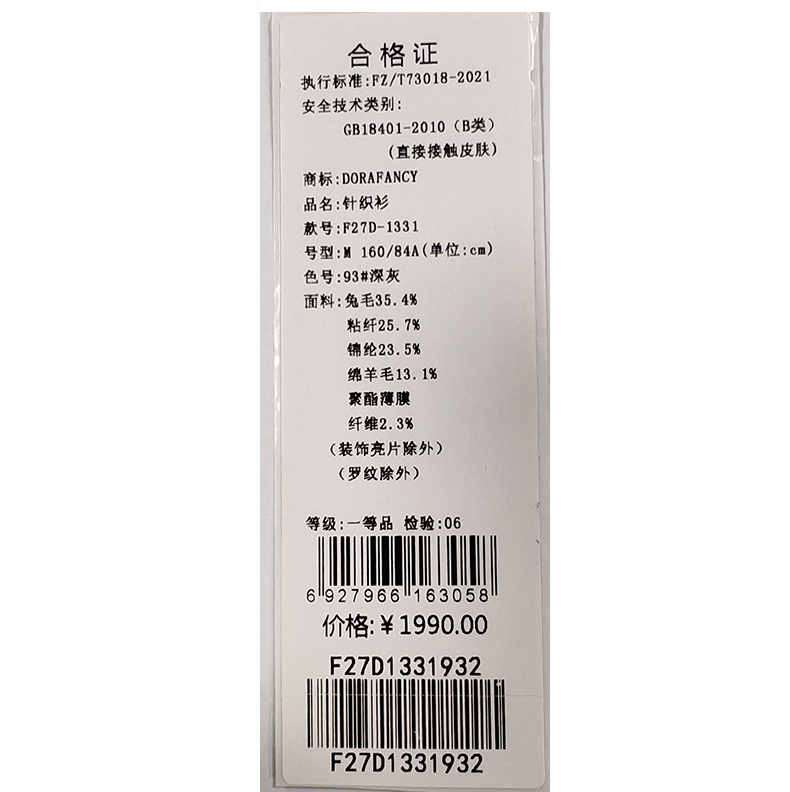 合格证
执行标准:FZ/T73018-2021
安全技术类别:
GB18401-2010（B类）
(直接接触皮肤)
商标:DORAFANCY
品名:针织衫
款号:F27D-1331
号型:M 160/84A(单位:cm)
色号:93#深灰
面料:兔毛35.4%
粘纤25.7%
锦纶23.5%
绵羊毛13.1%
聚酯薄膜
纤维2.3%
（装饰亮片除外）
（罗纹除外）
等级:一等品 检验:06
6 927966 163058
价格:￥1990.00
F27D1331932
F27D1331932